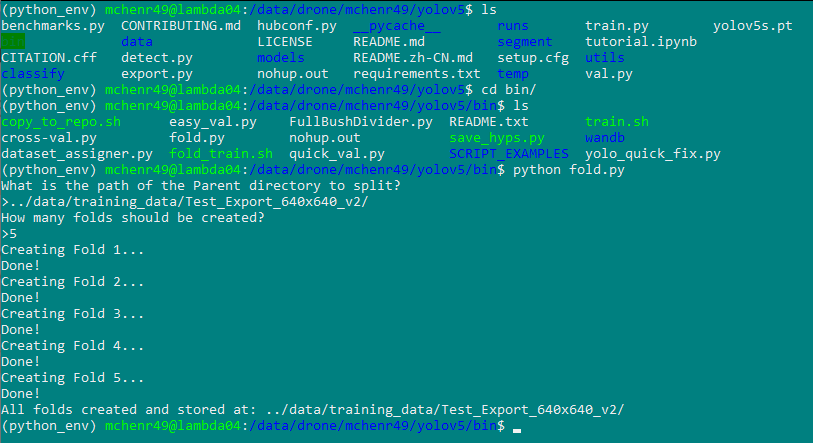 (python_env) mchenr49@lambda04:/data/drone/mchenr49/yolov5$ ls
benchmarks.py  CONTRIBUTING.md  hubconf.py   __pycache__       runs       train.py        yolov5s.pt
               data             LICENSE      README.md         segment    tutorial.ipynb
CITATION.cff   detect.py        models       README.zh-CN.md   setup.cfg  utils
classify       export.py        nohup.out    requirements.txt  temp       val.py
(python_env) mchenr49@lambda04:/data/drone/mchenr49/yolov5$ cd bin/
(python_env) mchenr49@lambda04:/data/drone/mchenr49/yolov5/bin$ ls
copy_to_repo.sh      easy_val.py    FullBushDivider.py  README.txt       train.sh
cross-val.py         fold.py        nohup.out           save_hyps.py     wandb
dataset_assigner.py  fold_train.sh  quick_val.py        SCRIPT_EXAMPLES  yolo_quick_fix.py
(python_env) mchenr49@lambda04:/data/drone/mchenr49/yolov5/bin$ python fold.py
What is the path of the Parent directory to split?
>../data/training_data/Test_Export_640x640_v2/
How many folds should be created?
>5
Creating Fold 1...
Done!
Creating Fold 2...
Done!
Creating Fold 3...
Done!
Creating Fold 4...
Done!
Creating Fold 5...
Done!
All folds created and stored at: ../data/training_data/Test_Export_640x640_v2/
(python_env) mchenr49@lambda04:/data/drone/mchenr49/yolov5/bin$